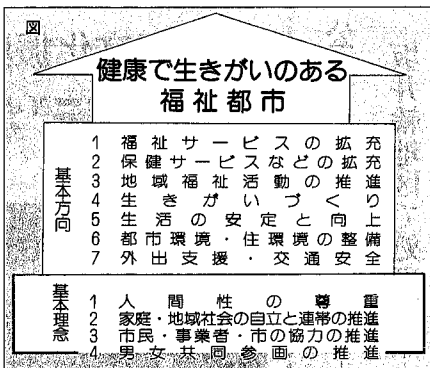 図
健康で生きがいのある
福祉都市
基本方向
1 福祉サービスの拡充
2 保健サービスなどの拡充
3 地域福祉活動の推進
4 生きがいづくり
5 生活の安定と向上
6 都市環境・住環境の整備
7 外出支援・交通安全
基本理念
1 人間性の尊重
2 家庭・地域社会の自立と連帯の推進
3 市民・事業者・市の協力の推進
4 男女共同参画の推進